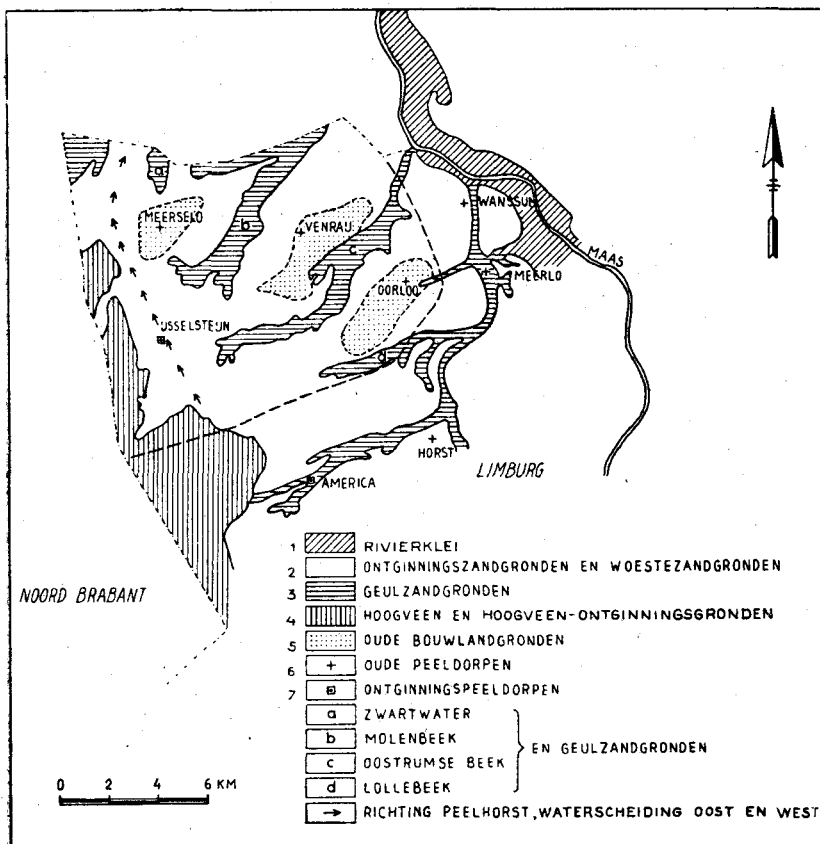 WANSSUM
a
MEERSELO
VENRAIJ
b
c
MAAS
MEERLO
OORLOO
IJSSELSTEIJN
d
HORST
LIMBURG
AMERICA
NOORD BRABANT
1 RIVIERKLEI
2 ONTGINNINGSZANDGRONDEN EN WOESTEZANDGRONDEN
3 GEULZANDGRONDEN
4 HOOGVEEN EN HOOGVEEN-ONTGINNINGSGRONDEN
5 OUDE BOUWLANDGRONDEN
6 + OUDE PEELDORPEN
7 ONTGINNINGSPEELDORPEN
a ZWARTWATER
b MOLENBEEK
c OOSTRUMSE BEEK
d LOLLEBEEK
EN GEULZANDGRONDEN
→ RICHTING PEELHORST, WATERSCHEIDING OOST EN WEST
0 2 4 6 KM